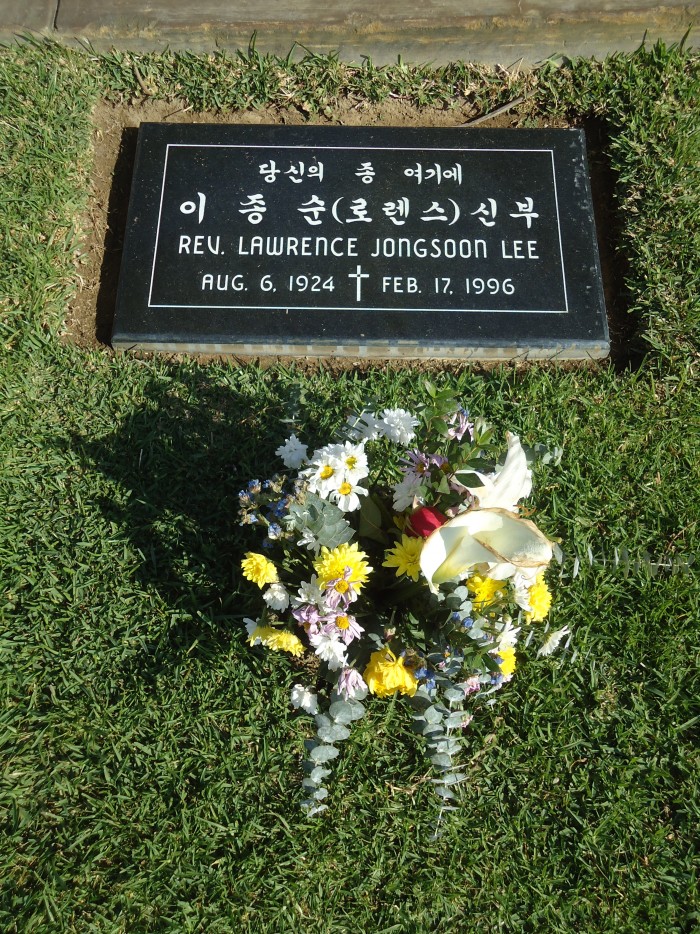 당신의 종 여기에
이 종 순(로렌스)신부
REV. LAWRENCE JONGSOON LEE
AUG. 6, 1924 FEB. 17, 1996